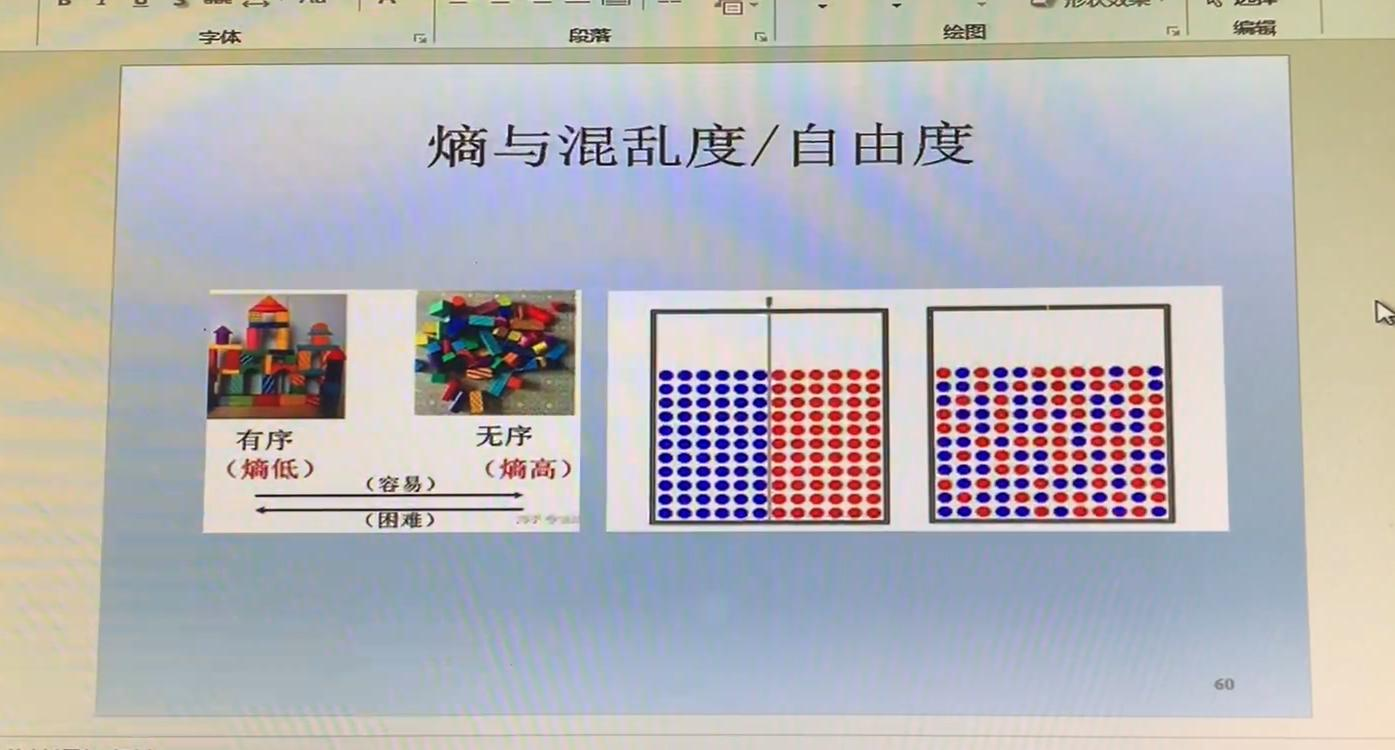 字体
段落
绘图
编辑
熵与混乱度/自由度
有序
无序
（熵低）
（熵高）
（容易）
（困难）
60